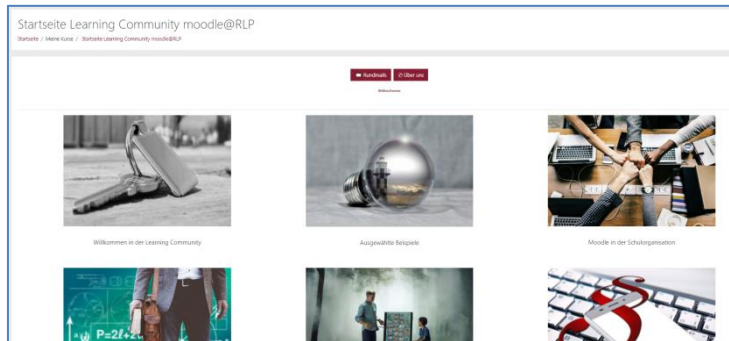 Startseite Learning Community moodle@RLP
Startseite / Meine Kurse / Startseite Learning Community moodle@RLP
Rundmails Über uns
Willkommen in der Learning Community
Ausgewählte Beispiele
Moodle in der Schulorganisation